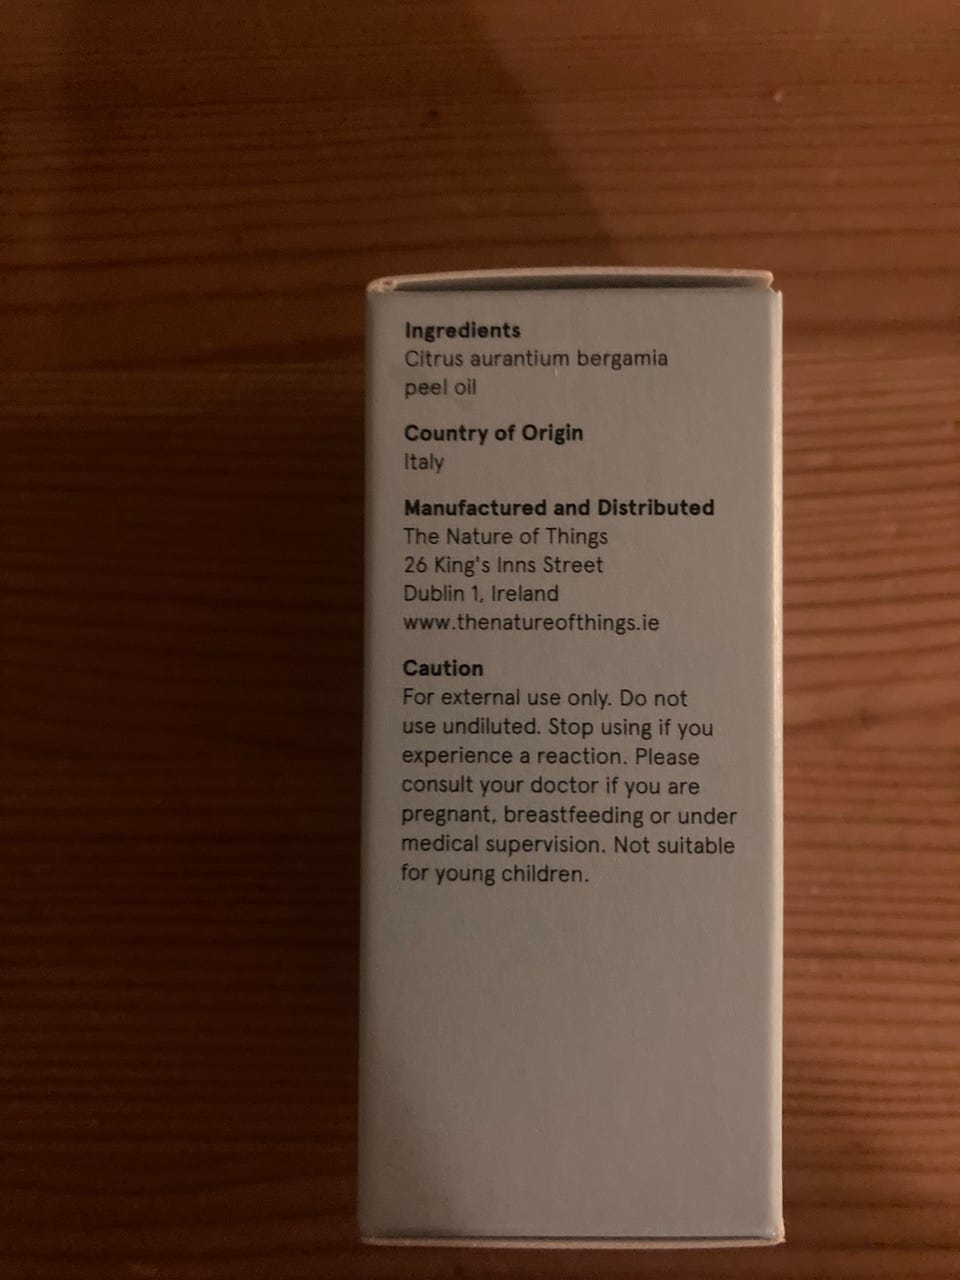 Ingredients
Citrus aurantium bergamia
peel oil
Country of Origin
Italy
Manufactured and Distributed
The Nature of Things
26 King's Inns Street
Dublin 1, Ireland
www.thenatureofthings.ie
Caution
For external use only. Do not
use undiluted. Stop using if you
experience a reaction. Please
consult your doctor if you are
pregnant, breastfeeding or under
medical supervision. Not suitable
for young children.